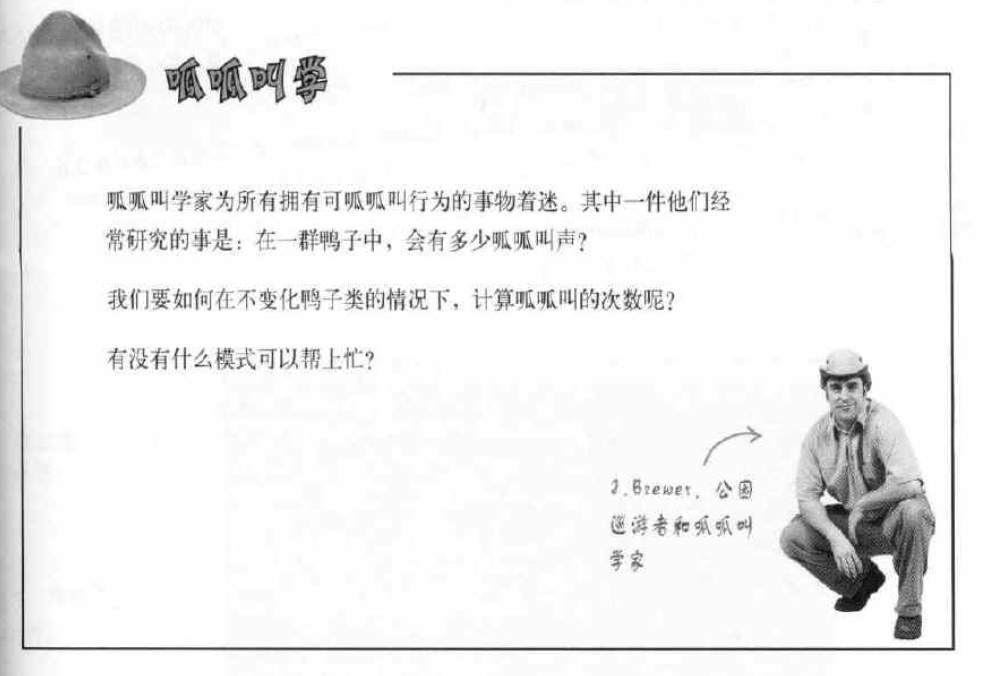 呱呱叫学
呱呱叫学家为所有拥有可呱呱叫行为的事物着迷。其中一件他们经
常研究的事是：在一群鸭子中，会有多少呱呱叫声？
我们要如何在不变化鸭子类的情况下，计算呱呱叫的次数呢？
有没有什么模式可以帮上忙？
J.Brewer，公园
巡游者和呱呱叫
学家